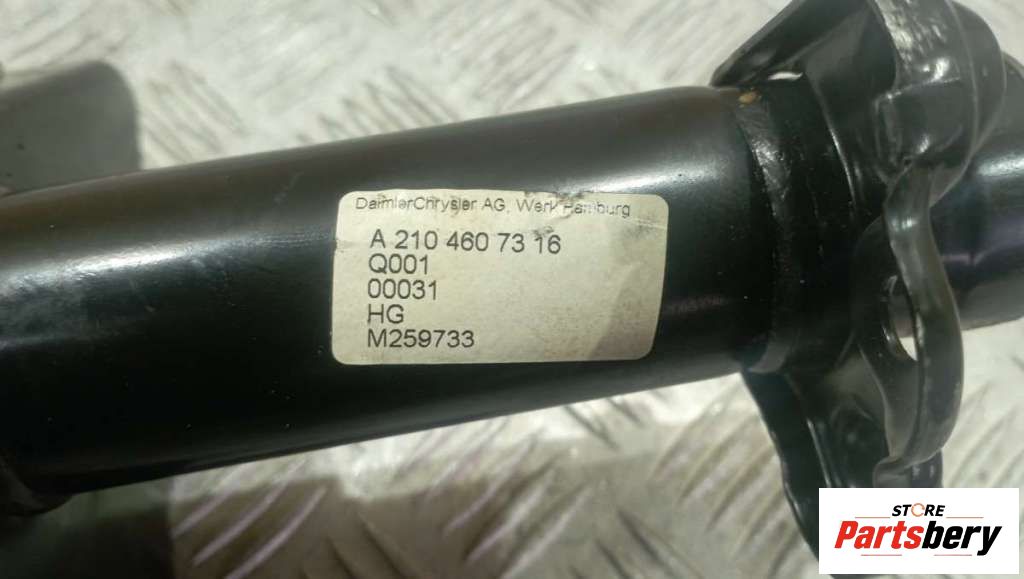 DaimlerChrysler AG, Werk Hamburg
A 210 460 73 16
Q001
00031
HG
M259733
STORE
Partsbery